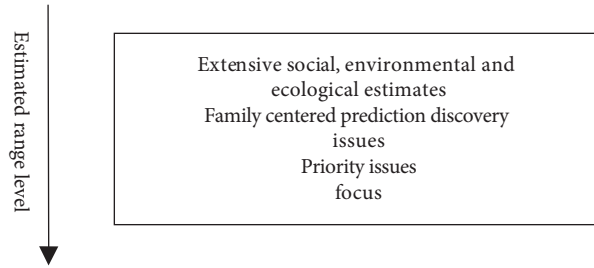 Estimated range level
Extensive social, environmental and
ecological estimates
Family centered prediction discovery
issues
Priority issues
focus